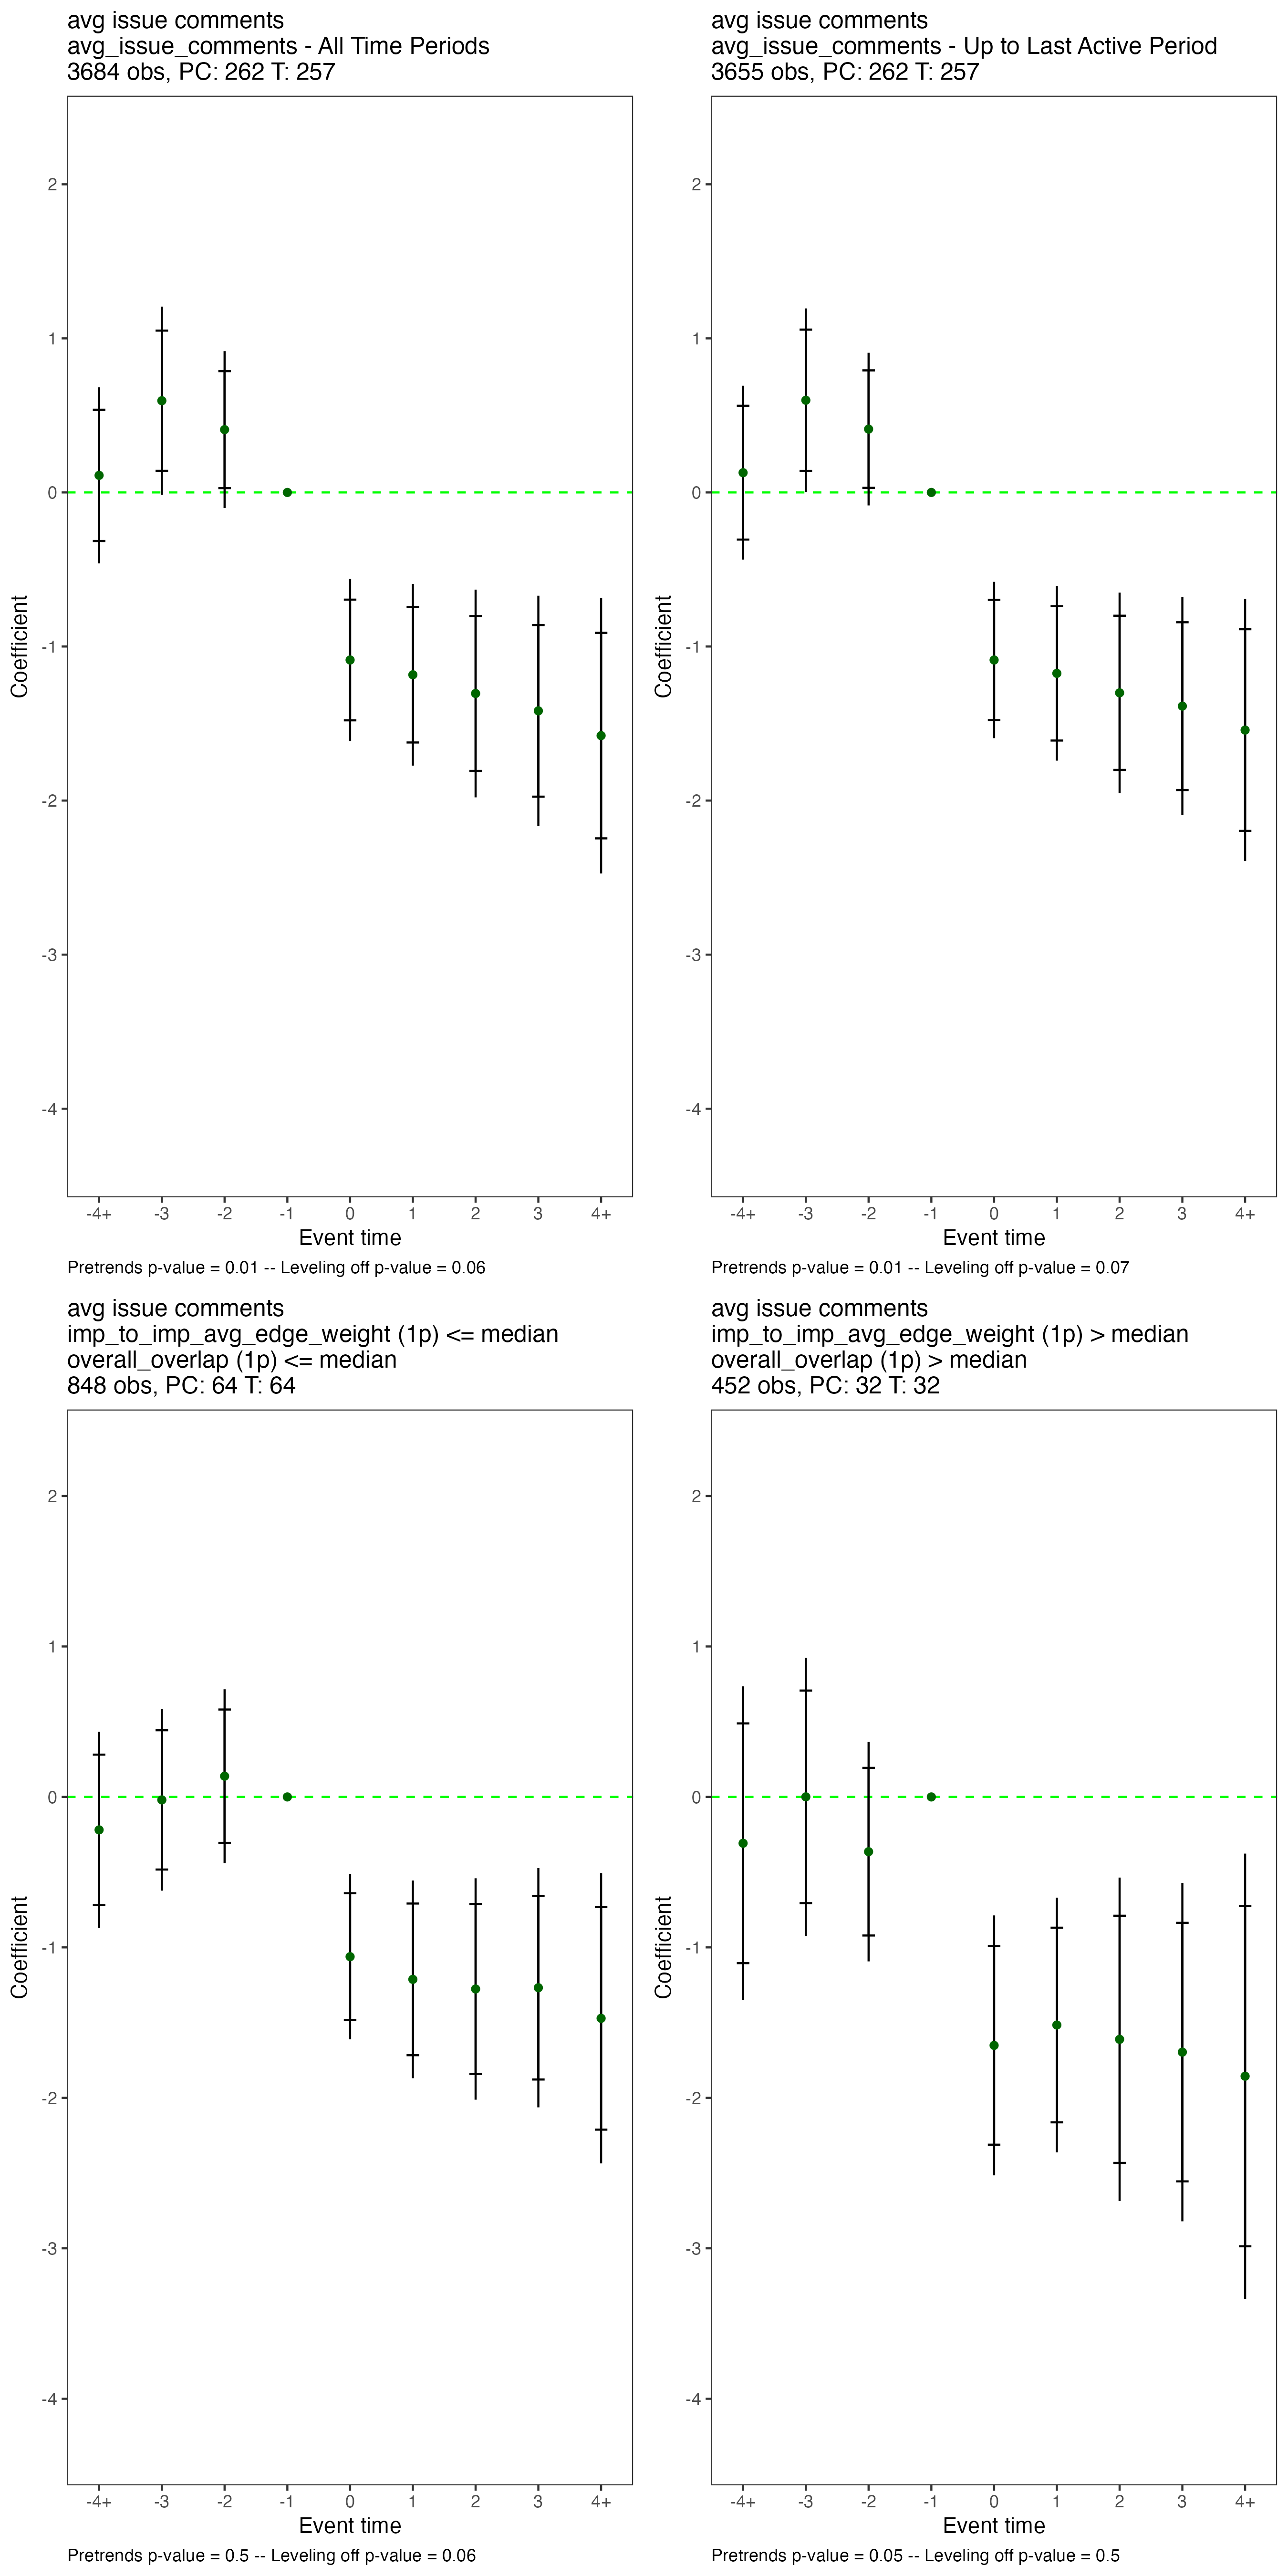 avg issue comments
avg_issue_comments - All Time Periods
3684 obs, PC: 262 T: 257
2
1
0
-1
-2
-3
-4
Coefficient
-4+ -3 -2 -1 0 1 2 3 4+
Event time
Pretrends p-value = 0.01 -- Leveling off p-value = 0.06
avg issue comments
avg_issue_comments - Up to Last Active Period
3655 obs, PC: 262 T: 257
2
1
0
-1
-2
-3
-4
Coefficient
-4+ -3 -2 -1 0 1 2 3 4+
Event time
Pretrends p-value = 0.01 -- Leveling off p-value = 0.07
avg issue comments
imp_to_imp_avg_edge_weight (1p) <= median
overall_overlap (1p) <= median
848 obs, PC: 64 T: 64
2
1
0
-1
-2
-3
-4
Coefficient
-4+ -3 -2 -1 0 1 2 3 4+
Event time
Pretrends p-value = 0.5 -- Leveling off p-value = 0.06
avg issue comments
imp_to_imp_avg_edge_weight (1p) > median
overall_overlap (1p) > median
452 obs, PC: 32 T: 32
2
1
0
-1
-2
-3
-4
Coefficient
-4+ -3 -2 -1 0 1 2 3 4+
Event time
Pretrends p-value = 0.05 -- Leveling off p-value = 0.5